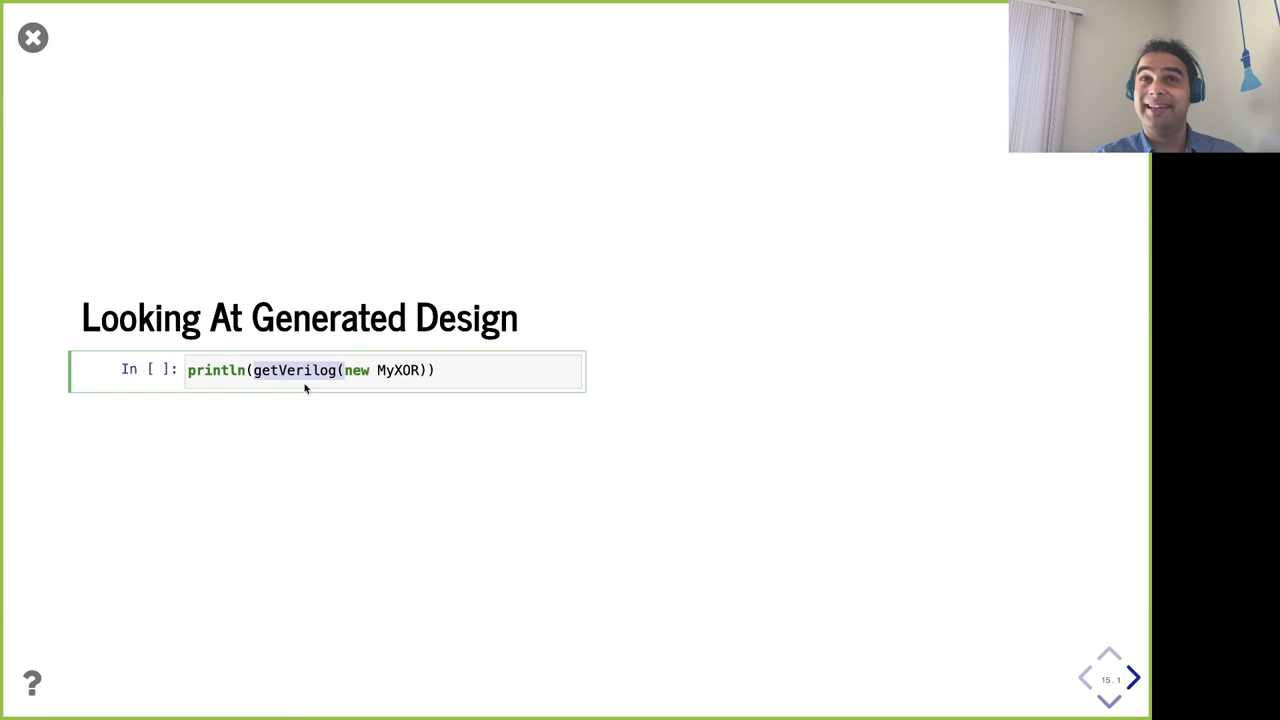 Looking At Generated Design
In [ ]: println(getVerilog(new MyXOR))
?
15.1